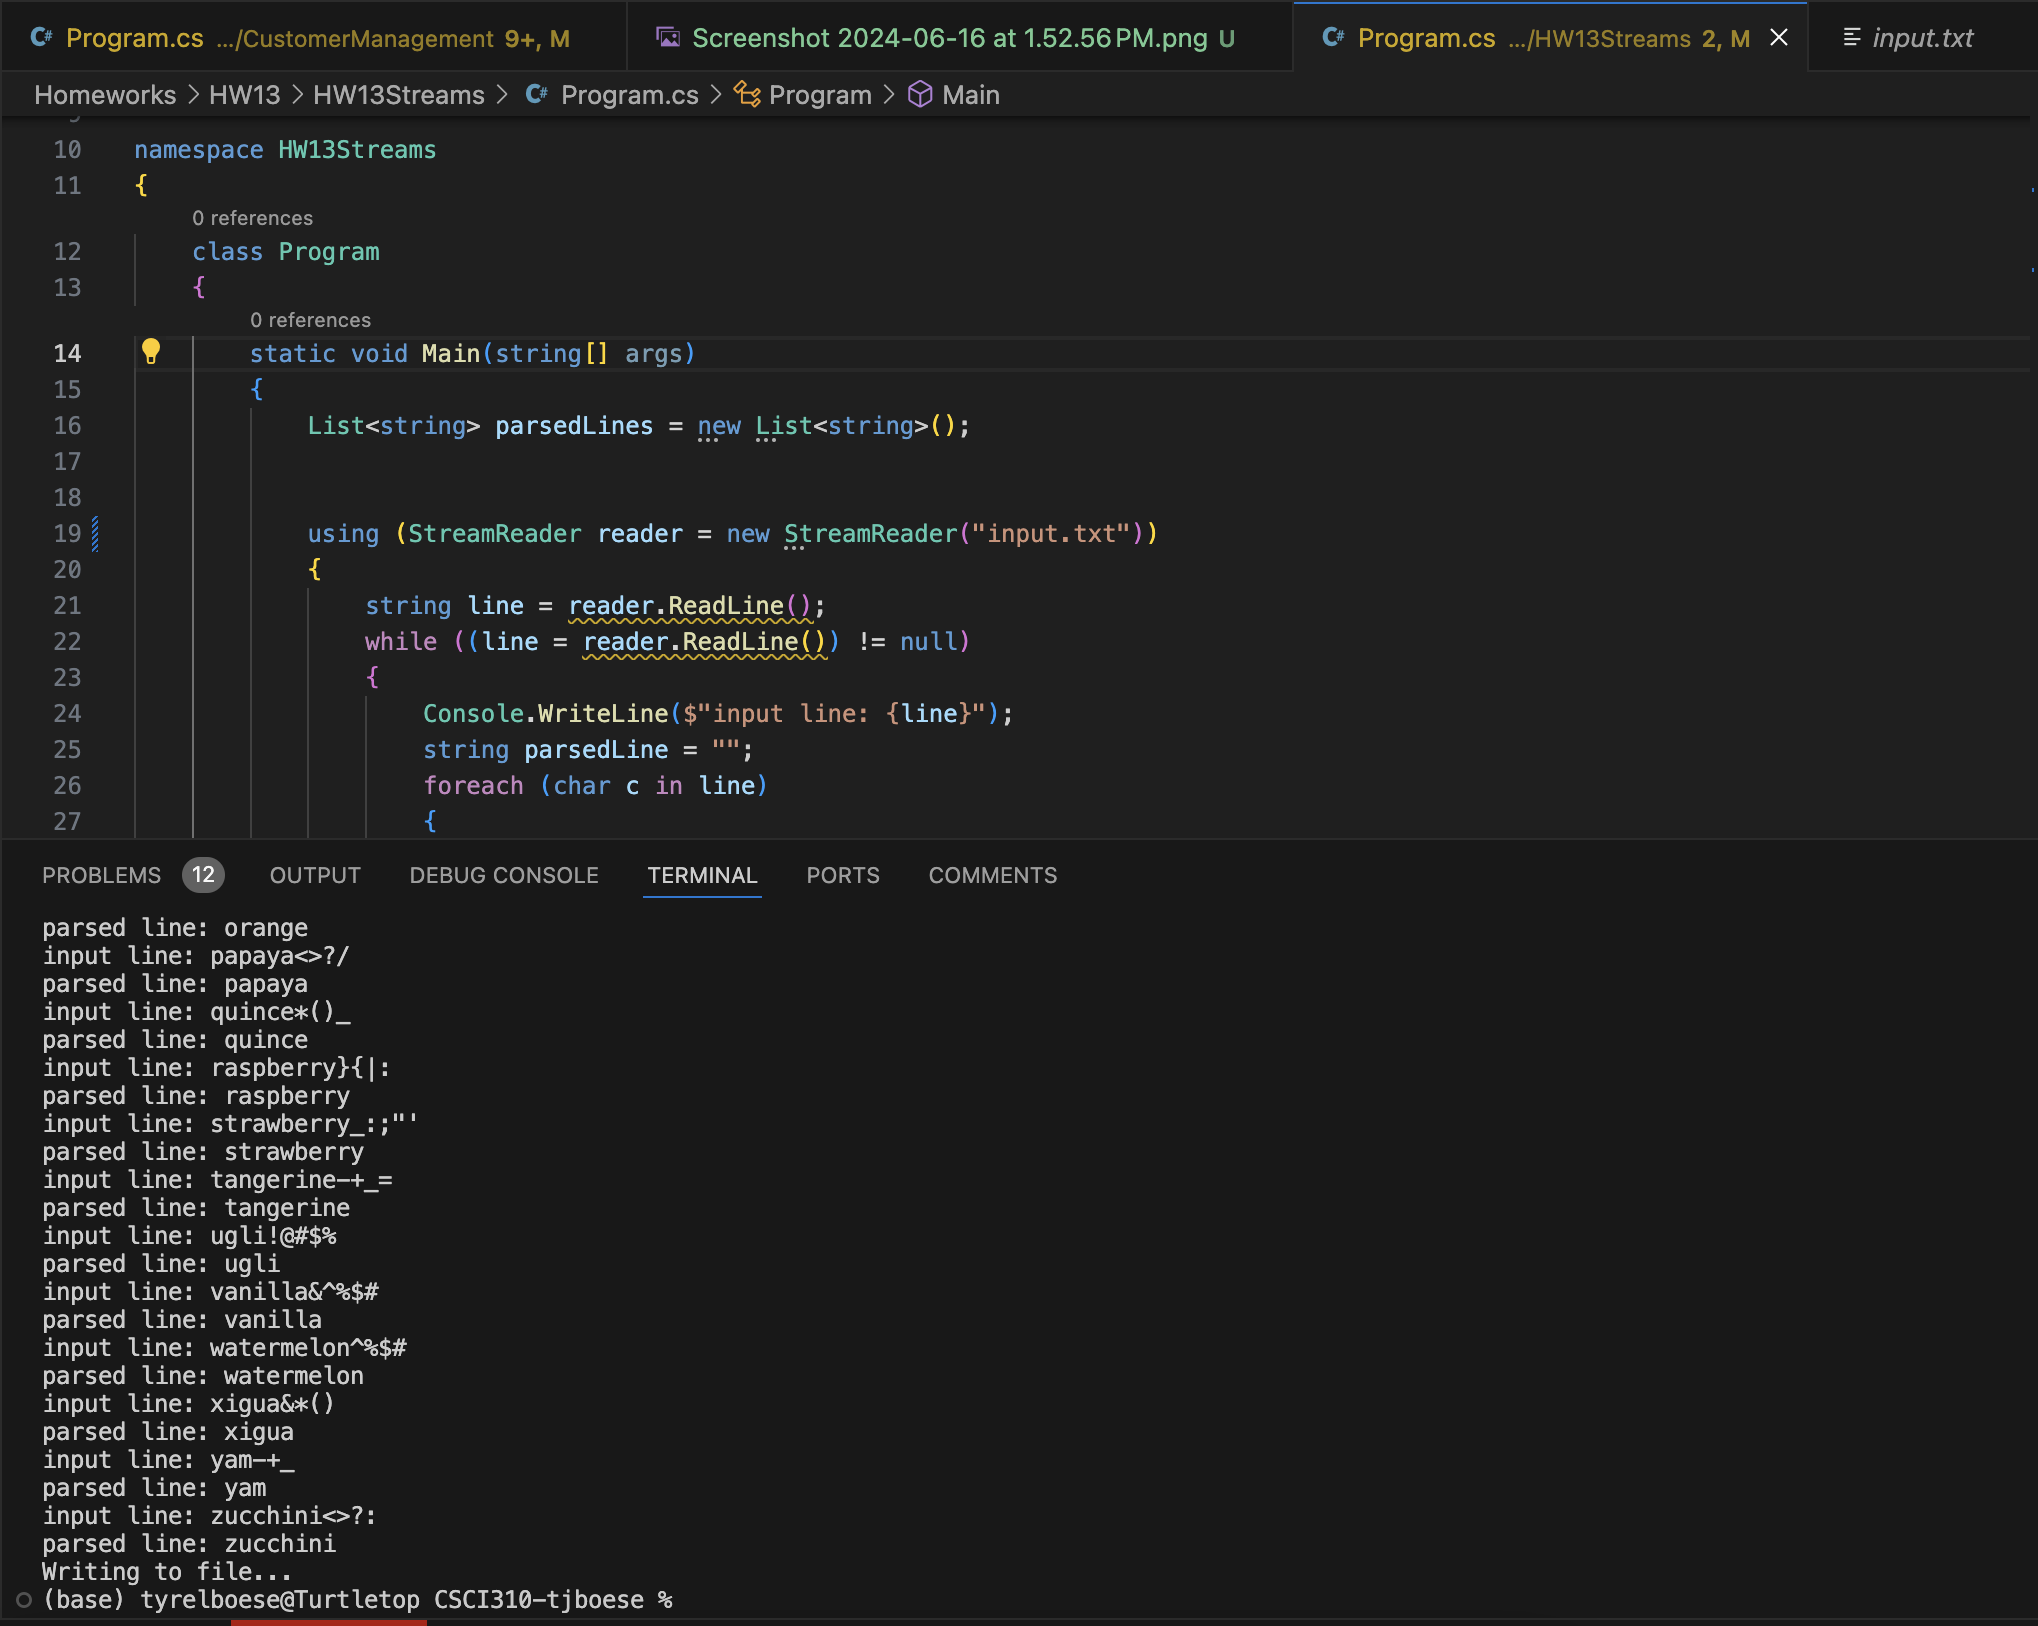 Program.cs .../CustomerManagement 9+, M
Screenshot 2024-06-16 at 1.52.56 PM.png U
Program.cs .../HW13Streams 2, M
input.txt
Homeworks > HW13 > HW13Streams > Program.cs > Program > Main
9
10 namespace HW13Streams
11 {
0 references
12 class Program
13 {
0 references
14 static void Main(string[] args)
15 {
16 List<string> parsedLines = new List<string>();
17
18
19 using (StreamReader reader = new StreamReader("input.txt"))
20 {
21 string line = reader.ReadLine();
22 while ((line = reader.ReadLine()) != null)
23 {
24 Console.WriteLine($"input line: {line}");
25 string parsedLine = "";
26 foreach (char c in line)
27 {
PROBLEMS 12 OUTPUT DEBUG CONSOLE TERMINAL PORTS COMMENTS
parsed line: orange
input line: papaya<>?/
parsed line: papaya
input line: quince*()_
parsed line: quince
input line: raspberry}{|:
parsed line: raspberry
input line: strawberry_:;"'
parsed line: strawberry
input line: tangerine-+_=
parsed line: tangerine
input line: ugli!@#$%
parsed line: ugli
input line: vanilla&^%$#
parsed line: vanilla
input line: watermelon^%$#
parsed line: watermelon
input line: xigua&*()
parsed line: xigua
input line: yam-+_
parsed line: yam
input line: zucchini<>?:
parsed line: zucchini
Writing to file...
(base) tyrelboese@Turtletop CSCI310-tjboese %